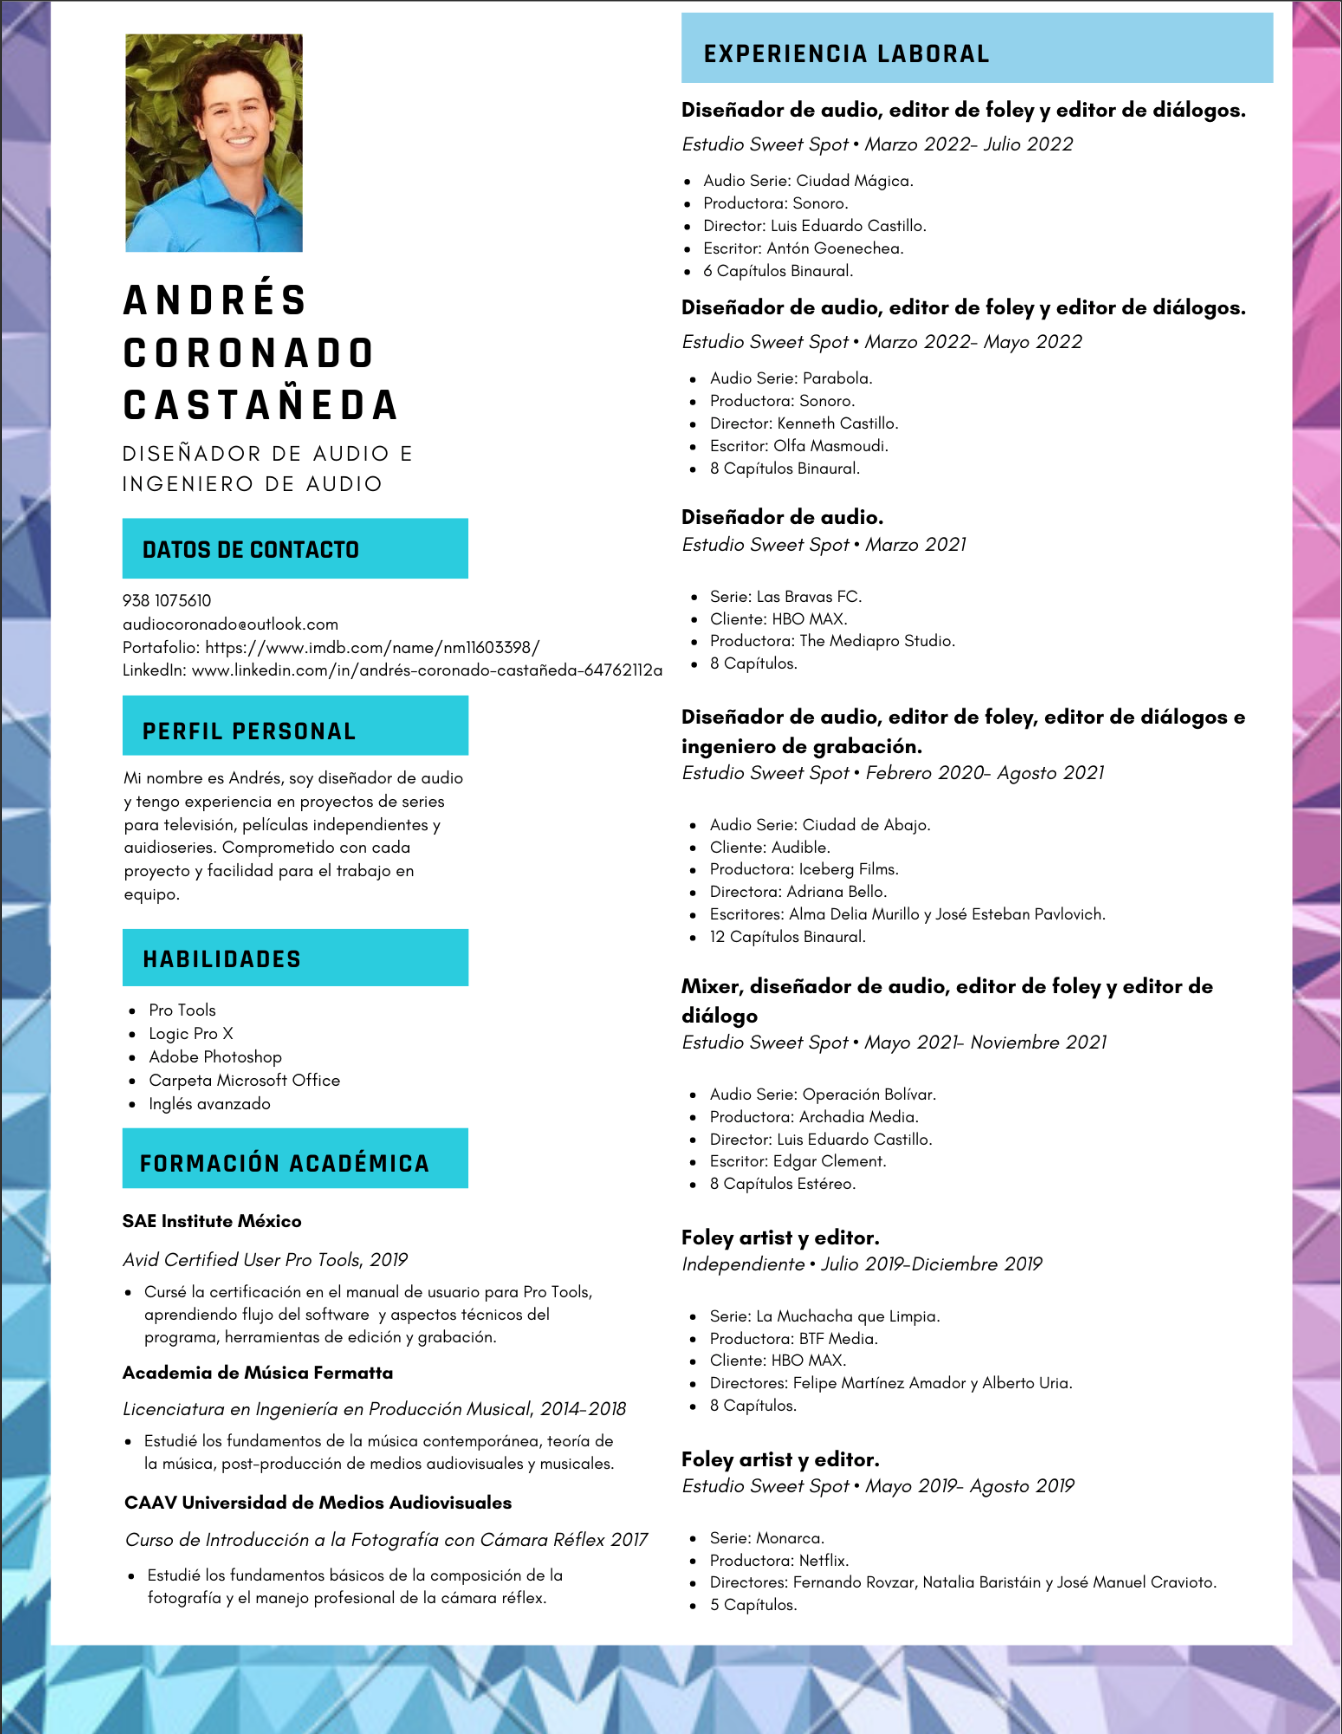 ANDRÉS
CORONADO
CASTAÑEDA
DISEÑADOR DE AUDIO E
INGENIERO DE AUDIO
DATOS DE CONTACTO
938 1075610
audiocoronado@outlook.com
Portafolio: https://www.imdb.com/name/nm11603398/
LinkedIn: www.linkedin.com/in/andrés-coronado-castañeda-64762112a
PERFIL PERSONAL
Mi nombre es Andrés, soy diseñador de audio
y tengo experiencia en proyectos de series
para televisión, películas independientes y
auidioseries. Comprometido con cada
proyecto y facilidad para el trabajo en
equipo.
HABILIDADES
• Pro Tools
• Logic Pro X
• Adobe Photoshop
• Carpeta Microsoft Office
• Inglés avanzado
FORMACIÓN ACADÉMICA
SAE Institute México
Avid Certified User Pro Tools, 2019
• Cursé la certificación en el manual de usuario para Pro Tools,
aprendiendo flujo del software y aspectos técnicos del
programa, herramientas de edición y grabación.
Academia de Música Fermatta
Licenciatura en Ingeniería en Producción Musical, 2014-2018
• Estudié los fundamentos de la música contemporánea, teoría de
la música, post-producción de medios audiovisuales y musicales.
CAAV Universidad de Medios Audiovisuales
Curso de Introducción a la Fotografía con Cámara Réflex 2017
• Estudié los fundamentos básicos de la composición de la
fotografía y el manejo profesional de la cámara réflex.
EXPERIENCIA LABORAL
Diseñador de audio, editor de foley y editor de diálogos.
Estudio Sweet Spot • Marzo 2022- Julio 2022
• Audio Serie: Ciudad Mágica.
• Productora: Sonoro.
• Director: Luis Eduardo Castillo.
• Escritor: Antón Goenechea.
• 6 Capítulos Binaural.
Diseñador de audio, editor de foley y editor de diálogos.
Estudio Sweet Spot • Marzo 2022- Mayo 2022
• Audio Serie: Parabola.
• Productora: Sonoro.
• Director: Kenneth Castillo.
• Escritor: Olfa Masmoudi.
• 8 Capítulos Binaural.
Diseñador de audio.
Estudio Sweet Spot • Marzo 2021
• Serie: Las Bravas FC.
• Cliente: HBO MAX.
• Productora: The Mediapro Studio.
• 8 Capítulos.
Diseñador de audio, editor de foley, editor de diálogos e
ingeniero de grabación.
Estudio Sweet Spot • Febrero 2020- Agosto 2021
• Audio Serie: Ciudad de Abajo.
• Cliente: Audible.
• Productora: Iceberg Films.
• Directora: Adriana Bello.
• Escritores: Alma Delia Murillo y José Esteban Pavlovich.
• 12 Capítulos Binaural.
Mixer, diseñador de audio, editor de foley y editor de
diálogo
Estudio Sweet Spot • Mayo 2021- Noviembre 2021
• Audio Serie: Operación Bolívar.
• Productora: Archadia Media.
• Director: Luis Eduardo Castillo.
• Escritor: Edgar Clement.
• 8 Capítulos Estéreo.
Foley artist y editor.
Independiente • Julio 2019-Diciembre 2019
• Serie: La Muchacha que Limpia.
• Productora: BTF Media.
• Cliente: HBO MAX.
• Directores: Felipe Martínez Amador y Alberto Uria.
• 8 Capítulos.
Foley artist y editor.
Estudio Sweet Spot • Mayo 2019- Agosto 2019
• Serie: Monarca.
• Productora: Netflix.
• Directores: Fernando Rovzar, Natalia Baristáin y José Manuel Cravioto.
• 5 Capítulos.